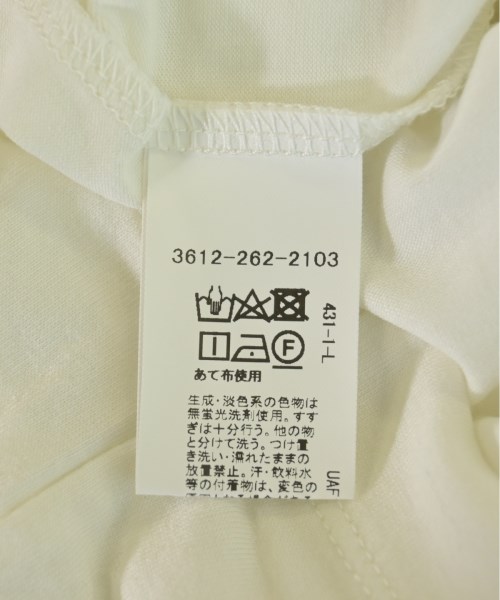 3612-262-2103
F
あて布使用
生成・淡色系の色物は
無蛍光洗剤使用。すす
ぎは十分行う。他の物
と分けて洗う。つけ置
き洗い・濡れたままの
放置禁止。汗・飲料水
等の付着物は、変色の
431-1-L
UAF